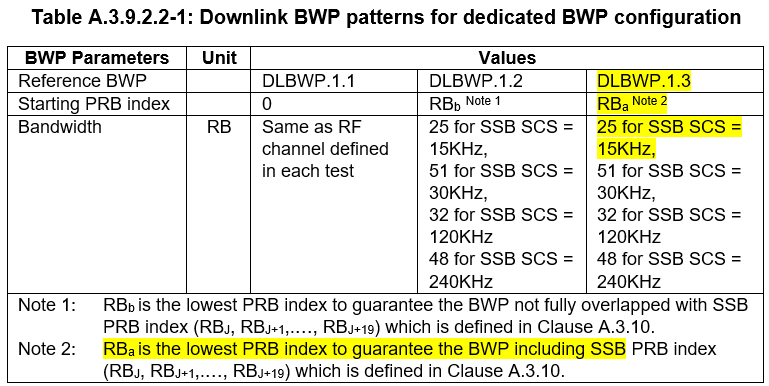 Table A.3.9.2.2-1: Downlink BWP patterns for dedicated BWP configuration
BWP Parameters Unit Values
Reference BWP DLBWP.1.1 DLBWP.1.2 DLBWP.1.3
Starting PRB index 0 RBb Note 1 RBa Note 2
Bandwidth RB Same as RF 25 for SSB SCS = 25 for SSB SCS =
channel defined 15KHz, 15KHz,
in each test 51 for SSB SCS = 51 for SSB SCS =
30KHz, 30KHz,
32 for SSB SCS = 32 for SSB SCS =
120KHz 120KHz
48 for SSB SCS = 48 for SSB SCS =
240KHz 240KHz
Note 1: RBb is the lowest PRB index to guarantee the BWP not fully overlapped with SSB
PRB index (RBJ, RBJ+1,…., RBJ+19) which is defined in Clause A.3.10.
Note 2: RBa is the lowest PRB index to guarantee the BWP including SSB PRB index
(RBJ, RBJ+1,…., RBJ+19) which is defined in Clause A.3.10.